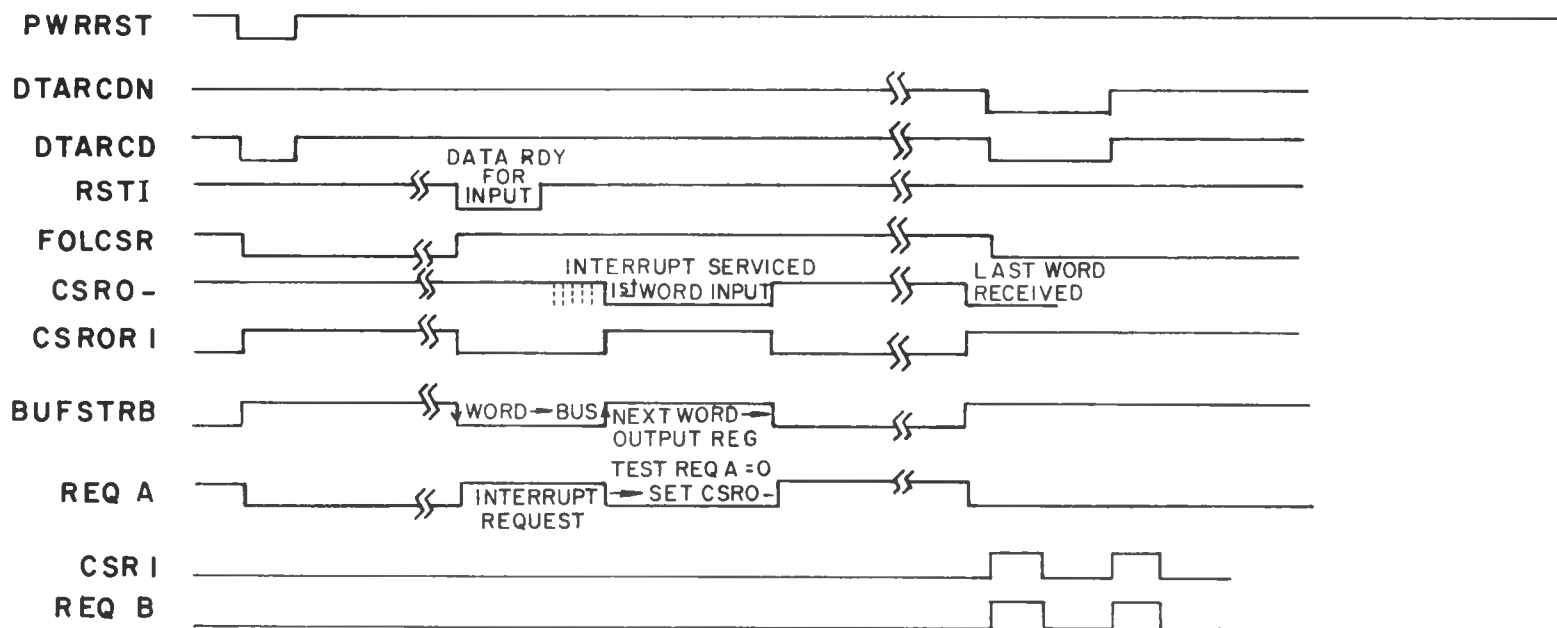 PWRRST
DTARCDN
DTARCD
DATA RDY
FOR
INPUT
RSTI
FOLCSR
INTERRUPT SERVICED
CSRO-
1st WORD INPUT
LAST WORD
RECEIVED
CSROR I
BUFSTRB
WORD → BUS
NEXT WORD →
OUTPUT REG
TEST REQ A = 0
REQ A
INTERRUPT
REQUEST
→ SET CSRO-
CSR I
REQ B